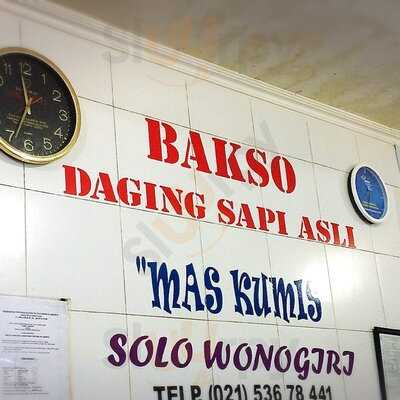 BAKSO
DAGING SAPI ASLI
"MAS KUMIS
SOLO WONOGIRI
TELP. (021) 536 78 441